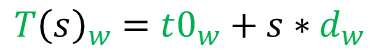 T(s)w = t0w + s * dw